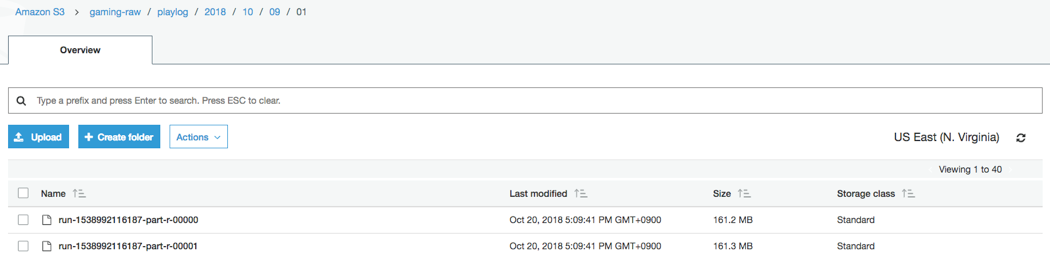 Amazon S3 > gaming-raw / playlog / 2018 / 10 / 09 / 01
Overview
Type a prefix and press Enter to search. Press ESC to clear.
Upload + Create folder Actions US East (N. Virginia)
Viewing 1 to 40
Name Last modified Size Storage class
run-1538992116187-part-r-00000 Oct 20, 2018 5:09:41 PM GMT+0900 161.2 MB Standard
run-1538992116187-part-r-00001 Oct 20, 2018 5:09:41 PM GMT+0900 161.3 MB Standard